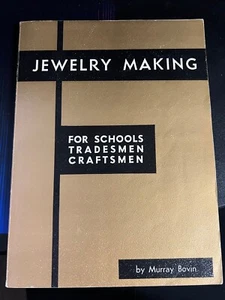 JEWELRY MAKING
FOR SCHOOLS
TRADESMEN
CRAFTSMEN
by Murray Bovin